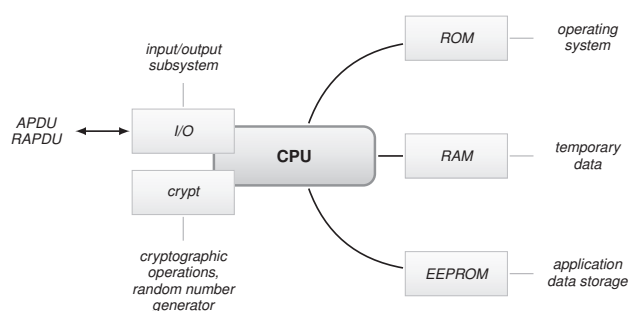 input/output
subsystem
APDU
RAPDU
I/O
crypt
cryptographic
operations,
random number
generator
CPU
ROM
operating
system
RAM
temporary
data
EEPROM
application
data storage